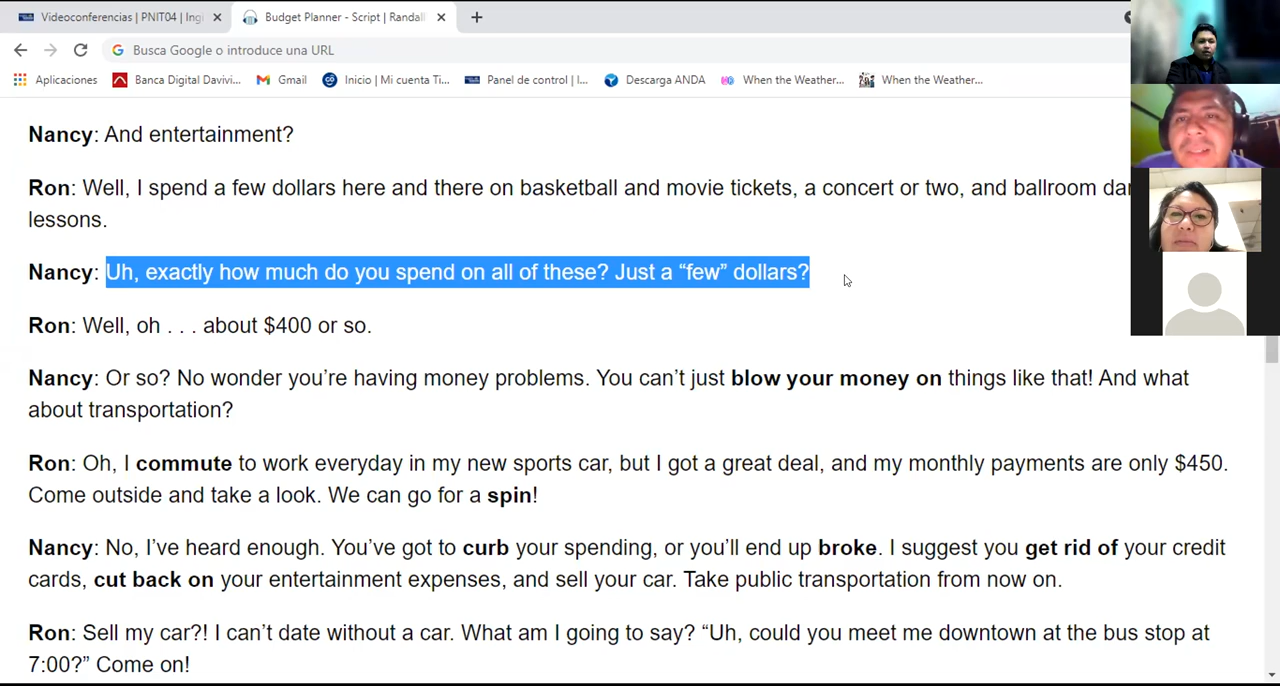 Videoconferencias | PNIT04 | Ing
Budget Planner - Script | Randall
Busca Google o introduce una URL
Aplicaciones
Banca Digital Davivi...
Gmail
Inicio | Mi cuenta Ti...
Panel de control | I...
Descarga ANDA
When the Weather...
When the Weather...
Nancy: And entertainment?
Ron: Well, I spend a few dollars here and there on basketball and movie tickets, a concert or two, and ballroom dan
lessons.
Nancy: Uh, exactly how much do you spend on all of these? Just a “few” dollars?
Ron: Well, oh . . . about $400 or so.
Nancy: Or so? No wonder you’re having money problems. You can’t just blow your money on things like that! And what
about transportation?
Ron: Oh, I commute to work everyday in my new sports car, but I got a great deal, and my monthly payments are only $450.
Come outside and take a look. We can go for a spin!
Nancy: No, I’ve heard enough. You’ve got to curb your spending, or you’ll end up broke. I suggest you get rid of your credit
cards, cut back on your entertainment expenses, and sell your car. Take public transportation from now on.
Ron: Sell my car?! I can’t date without a car. What am I going to say? “Uh, could you meet me downtown at the bus stop at
7:00?” Come on!